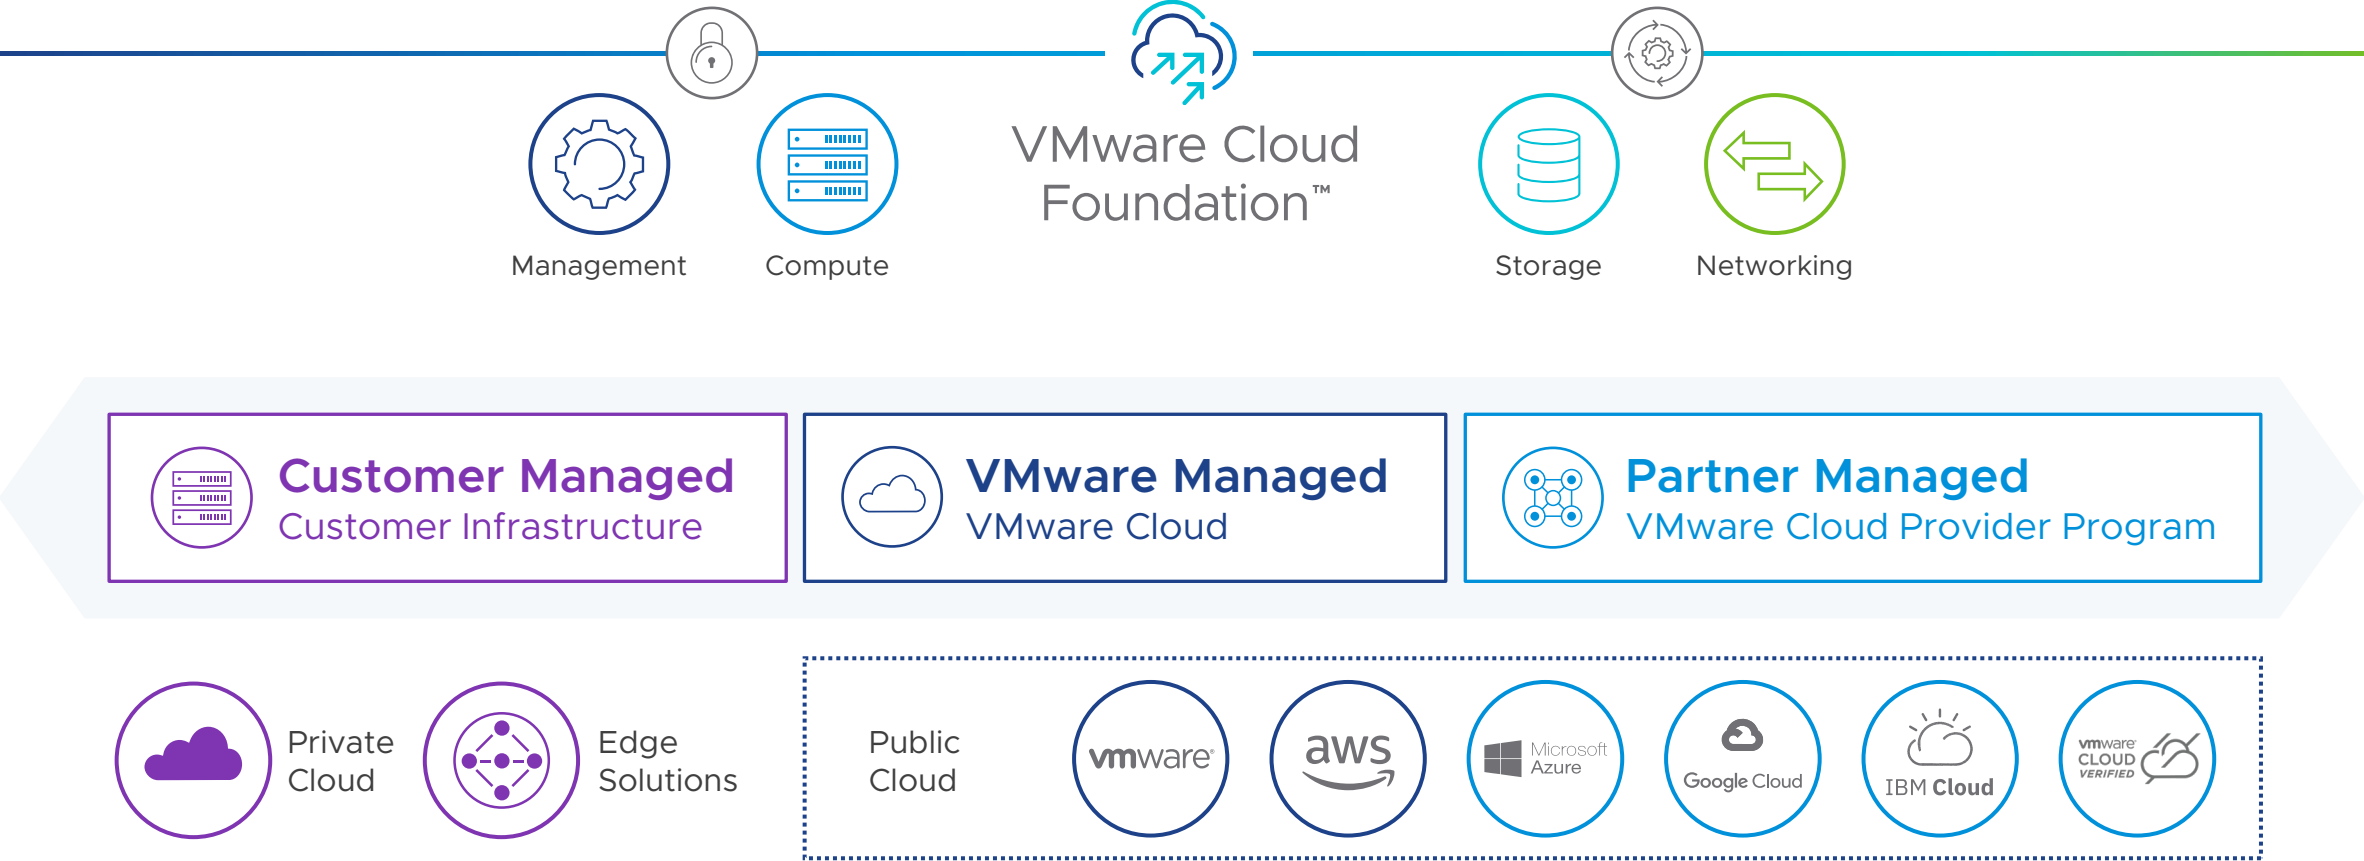 VMware Cloud
Foundation™
Management
Compute
Storage
Networking
Customer Managed
Customer Infrastructure
VMware Managed
VMware Cloud
Partner Managed
VMware Cloud Provider Program
Private
Cloud
Edge
Solutions
Public
Cloud
vmware®
aws
Microsoft
Azure
Google Cloud
IBM Cloud
vmware®
CLOUD
VERIFIED